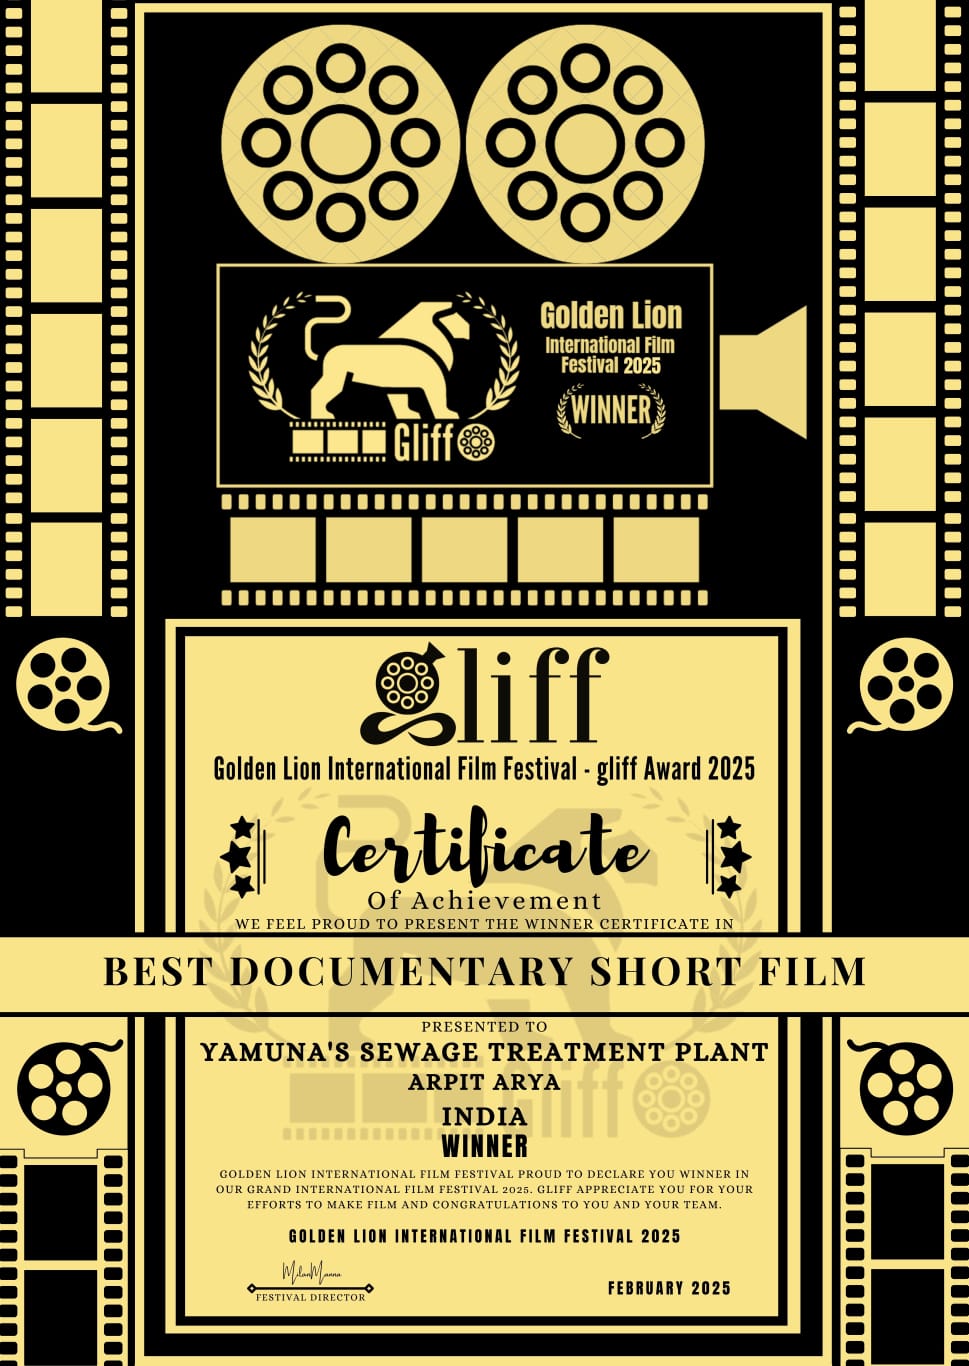 Golden Lion
International Film
Festival 2025
WINNER
Gliff
gliff
Golden Lion International Film Festival - gliff Award 2025
Certificate
Of Achievement
WE FEEL PROUD TO PRESENT THE WINNER CERTIFICATE IN
BEST DOCUMENTARY SHORT FILM
PRESENTED TO
YAMUNA'S SEWAGE TREATMENT PLANT
ARPIT ARYA
Gliff
INDIA
WINNER
GOLDEN LION INTERNATIONAL FILM FESTIVAL PROUD TO DECLARE YOU WINNER IN
OUR GRAND INTERNATIONAL FILM FESTIVAL 2025. GLIFF APPRECIATE YOU FOR YOUR
EFFORTS TO MAKE FILM AND CONGRATULATIONS TO YOU AND YOUR TEAM.
GOLDEN LION INTERNATIONAL FILM FESTIVAL 2025
MilanManna
FESTIVAL DIRECTOR
FEBRUARY 2025